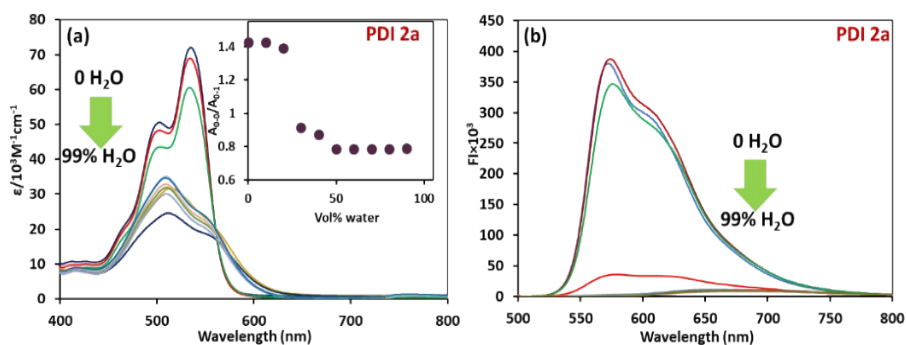 (a)
PDI 2a
0 H₂O
99% H₂O
ε/10³M⁻¹cm⁻¹
80
70
60
50
40
30
20
10
0
400 500 600 700 800
Wavelength (nm)
A₀₋₀/A₀₋₁
1.4
1.2
1
0.8
0.6
0 50 100
Vol% water
(b)
PDI 2a
0 H₂O
99% H₂O
FI×10³
450
400
350
300
250
200
150
100
50
0
500 550 600 650 700 750 800
Wavelength (nm)